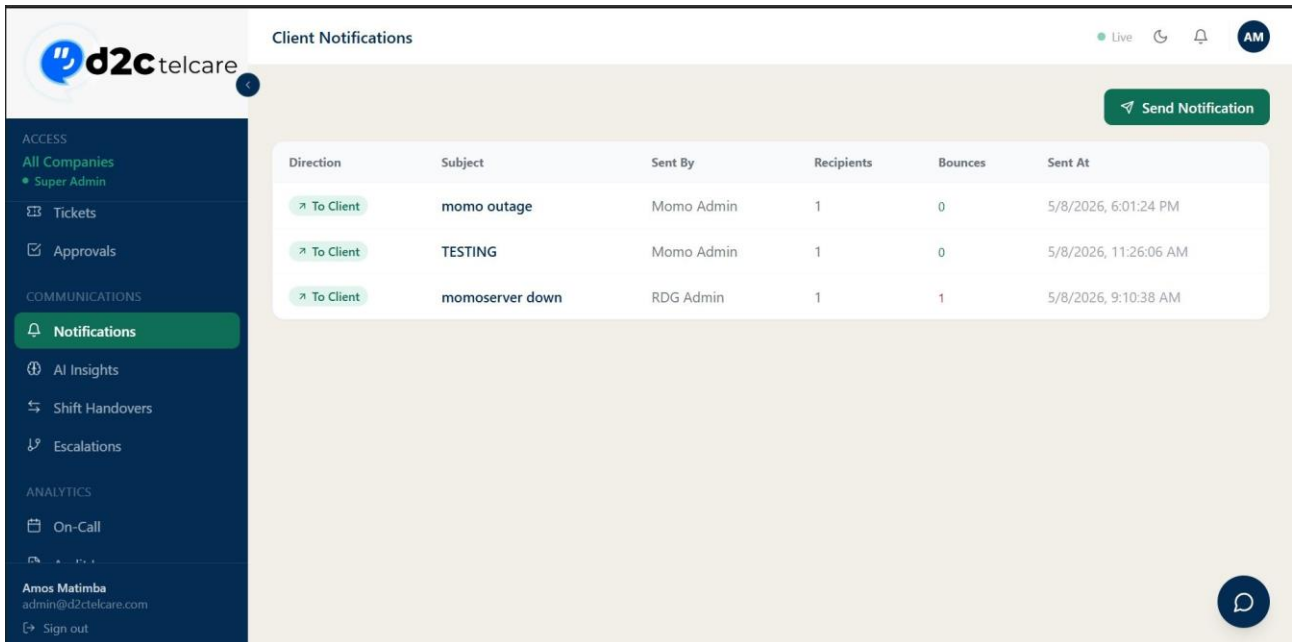 d2c telcare
Client Notifications
Live
AM
Send Notification
ACCESS
All Companies
Super Admin
Tickets
Approvals
COMMUNICATIONS
Notifications
AI Insights
Shift Handovers
Escalations
ANALYTICS
On-Call
Amos Matimba
admin@d2ctelcare.com
Sign out
Direction Subject Sent By Recipients Bounces Sent At
To Client momo outage Momo Admin 1 0 5/8/2026, 6:01:24 PM
To Client TESTING Momo Admin 1 0 5/8/2026, 11:26:06 AM
To Client momoserver down RDG Admin 1 1 5/8/2026, 9:10:38 AM